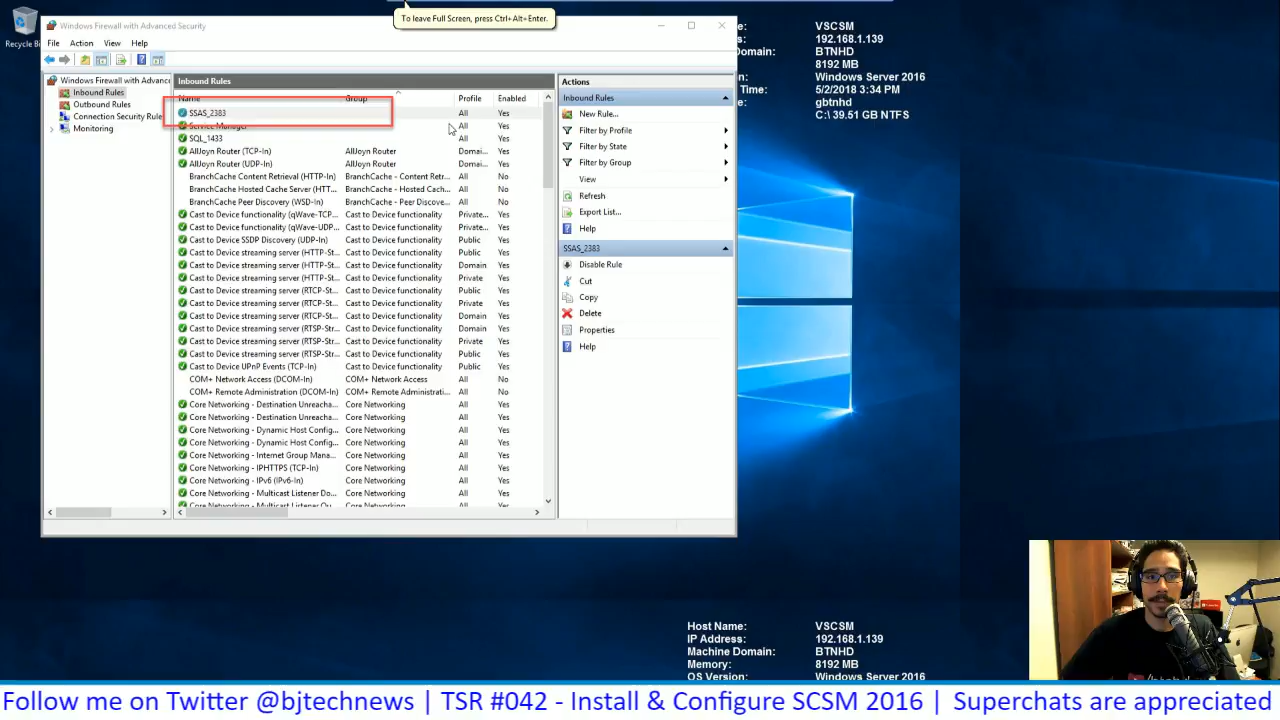 To leave Full Screen, press Ctrl+Alt+Enter.
Recycle Bi
Windows Firewall with Advanced Security
File Action View Help
Windows Firewall with Advanc
Inbound Rules
Outbound Rules
Connection Security Rule
Monitoring
Inbound Rules
Name Group Profile Enabled
SSAS_2383 All Yes
Service Manager All Yes
SQL_1433 All Yes
AllJoyn Router (TCP-In) AllJoyn Router Domai... Yes
AllJoyn Router (UDP-In) AllJoyn Router Domai... Yes
BranchCache Content Retrieval (HTTP-In) BranchCache - Content Retr... All No
BranchCache Hosted Cache Server (HTT... BranchCache - Hosted Cach... All No
BranchCache Peer Discovery (WSD-In) BranchCache - Peer Discove... All No
Cast to Device functionality (qWave-TCP... Cast to Device functionality Private... Yes
Cast to Device functionality (qWave-UDP... Cast to Device functionality Private... Yes
Cast to Device SSDP Discovery (UDP-In) Cast to Device functionality Public Yes
Cast to Device streaming server (HTTP-St... Cast to Device functionality Public Yes
Cast to Device streaming server (HTTP-St... Cast to Device functionality Domain Yes
Cast to Device streaming server (HTTP-St... Cast to Device functionality Private Yes
Cast to Device streaming server (RTCP-St... Cast to Device functionality Public Yes
Cast to Device streaming server (RTCP-St... Cast to Device functionality Private Yes
Cast to Device streaming server (RTCP-St... Cast to Device functionality Domain Yes
Cast to Device streaming server (RTSP-Str... Cast to Device functionality Domain Yes
Cast to Device streaming server (RTSP-Str... Cast to Device functionality Private Yes
Cast to Device streaming server (RTSP-Str... Cast to Device functionality Public Yes
Cast to Device UPnP Events (TCP-In) Cast to Device functionality Public Yes
COM+ Network Access (DCOM-In) COM+ Network Access All No
COM+ Remote Administration (DCOM-In) COM+ Remote Administrati... All No
Core Networking - Destination Unreacha... Core Networking All Yes
Core Networking - Destination Unreacha... Core Networking All Yes
Core Networking - Dynamic Host Config... Core Networking All Yes
Core Networking - Dynamic Host Config... Core Networking All Yes
Core Networking - Internet Group Mana... Core Networking All Yes
Core Networking - IPHTTPS (TCP-In) Core Networking All Yes
Core Networking - IPv6 (IPv6-In) Core Networking All Yes
Core Networking - Multicast Listener Do... Core Networking All Yes
Core Networking - Multicast Listener Qu... Core Networking All Yes
Actions
Inbound Rules
New Rule...
Filter by Profile
Filter by State
Filter by Group
View
Refresh
Export List...
Help
SSAS_2383
Disable Rule
Cut
Copy
Delete
Properties
Help
e: VSCSM
s: 192.168.1.139
omain: BTNHD
8192 MB
n: Windows Server 2016
Time: 5/2/2018 3:34 PM
e: gbtnhd
C:\ 39.51 GB NTFS
Host Name: VSCSM
IP Address: 192.168.1.139
Machine Domain: BTNHD
Memory: 8192 MB
OS Version: Windows Server 2016
Follow me on Twitter @bjtechnews | TSR #042 - Install & Configure SCSM 2016 | Superchats are appreciated